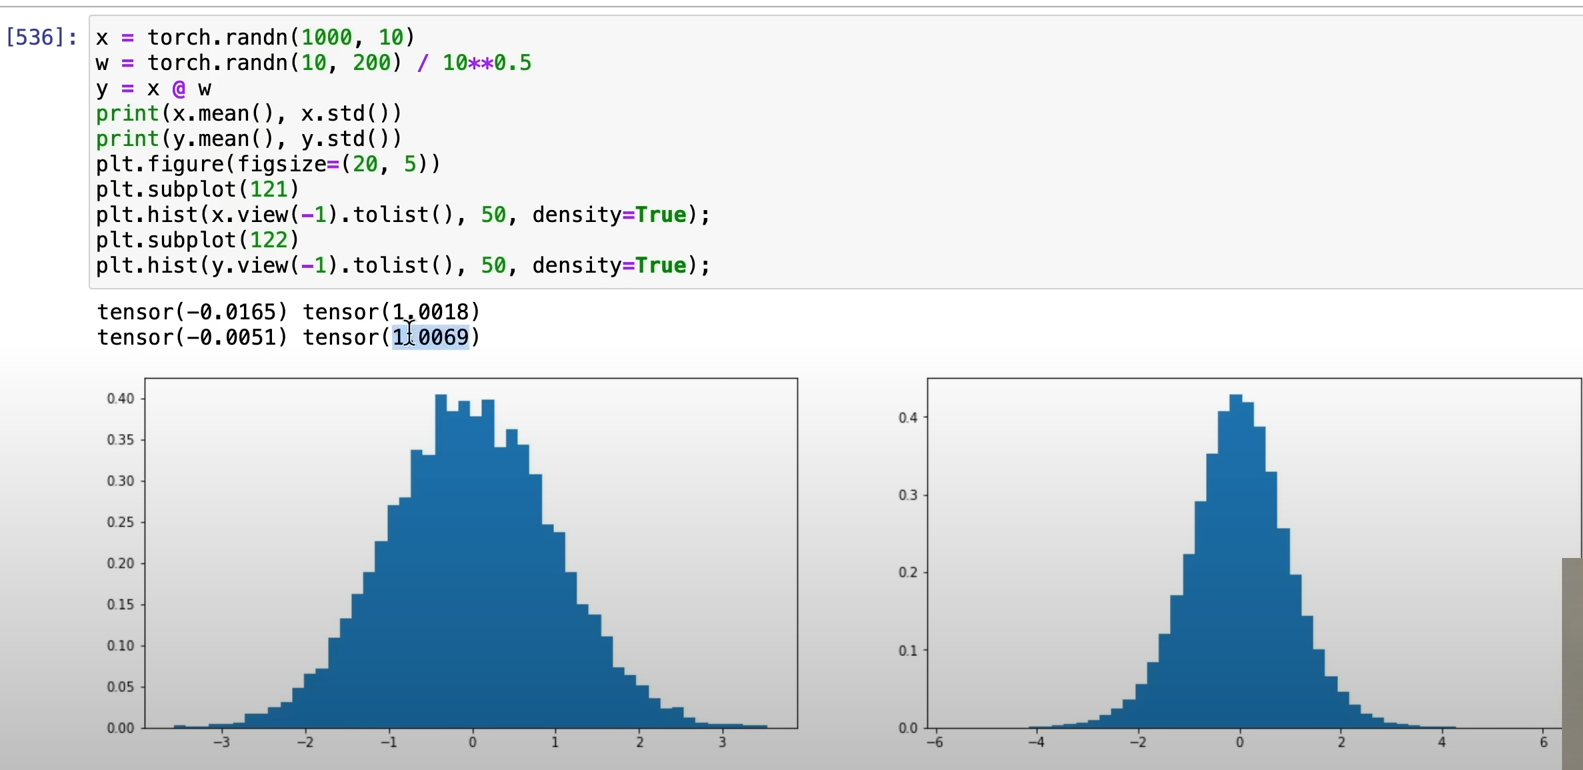 [536]:
x = torch.randn(1000, 10)
w = torch.randn(10, 200) / 10**0.5
y = x @ w
print(x.mean(), x.std())
print(y.mean(), y.std())
plt.figure(figsize=(20, 5))
plt.subplot(121)
plt.hist(x.view(-1).tolist(), 50, density=True);
plt.subplot(122)
plt.hist(y.view(-1).tolist(), 50, density=True);
tensor(-0.0165) tensor(1.0018)
tensor(-0.0051) tensor(1.0069)
0.40
0.35
0.30
0.25
0.20
0.15
0.10
0.05
0.00
−3 −2 −1 0 1 2 3
0.4
0.3
0.2
0.1
0.0
−6 −4 −2 0 2 4 6